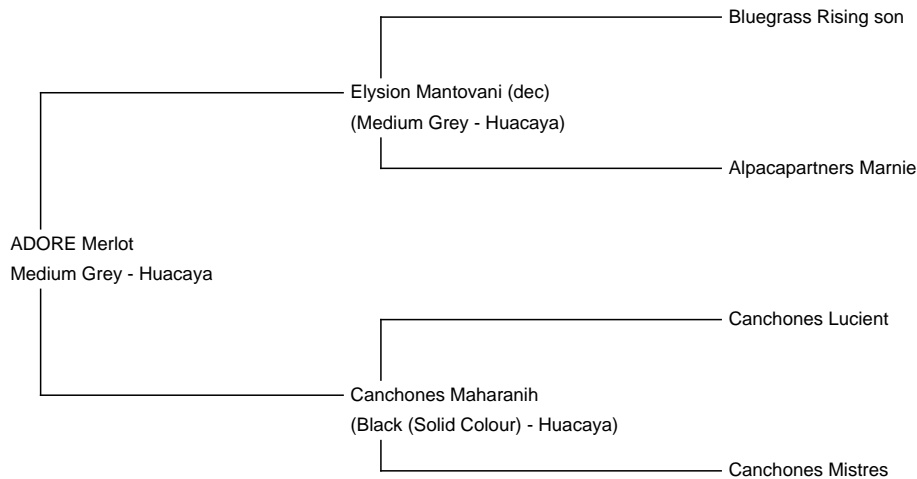 Bluegrass Rising son
Elysion Mantovani (dec)
(Medium Grey - Huacaya)
Alpacapartners Marnie
ADORE Merlot
Medium Grey - Huacaya
Canchones Lucient
Canchones Maharanih
(Black (Solid Colour) - Huacaya)
Canchones Mistres